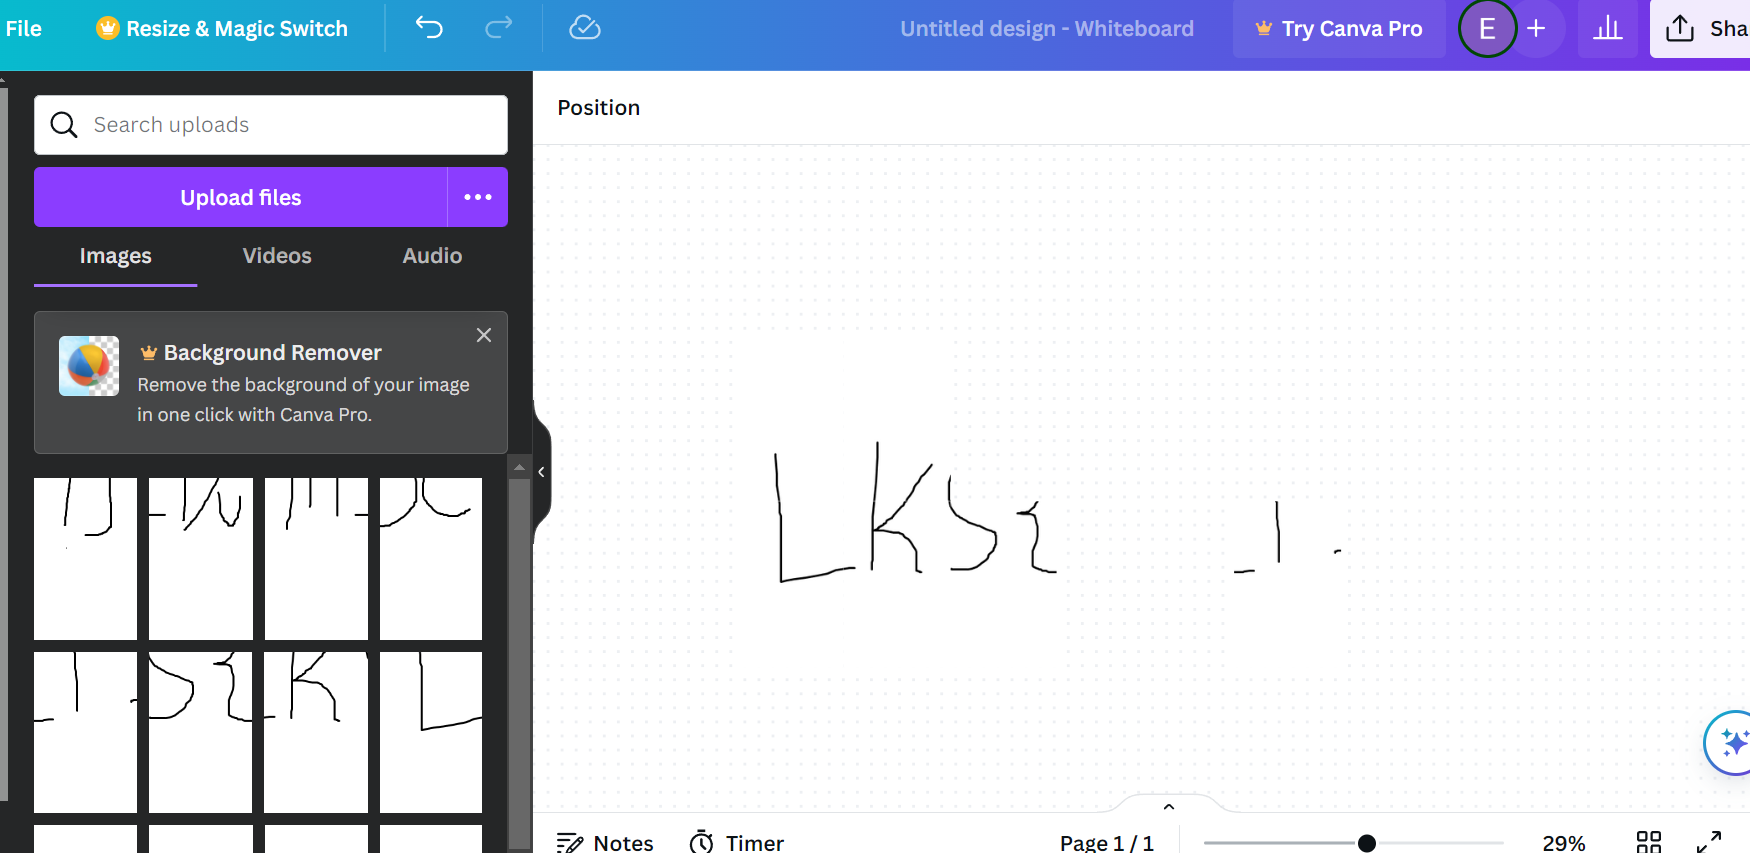 File Resize & Magic Switch Untitled design - Whiteboard Try Canva Pro E + Sha
Search uploads
Upload files
Images Videos Audio
Background Remover
Remove the background of your image
in one click with Canva Pro.
Position
LKS
Notes Timer Page 1 / 1 29%